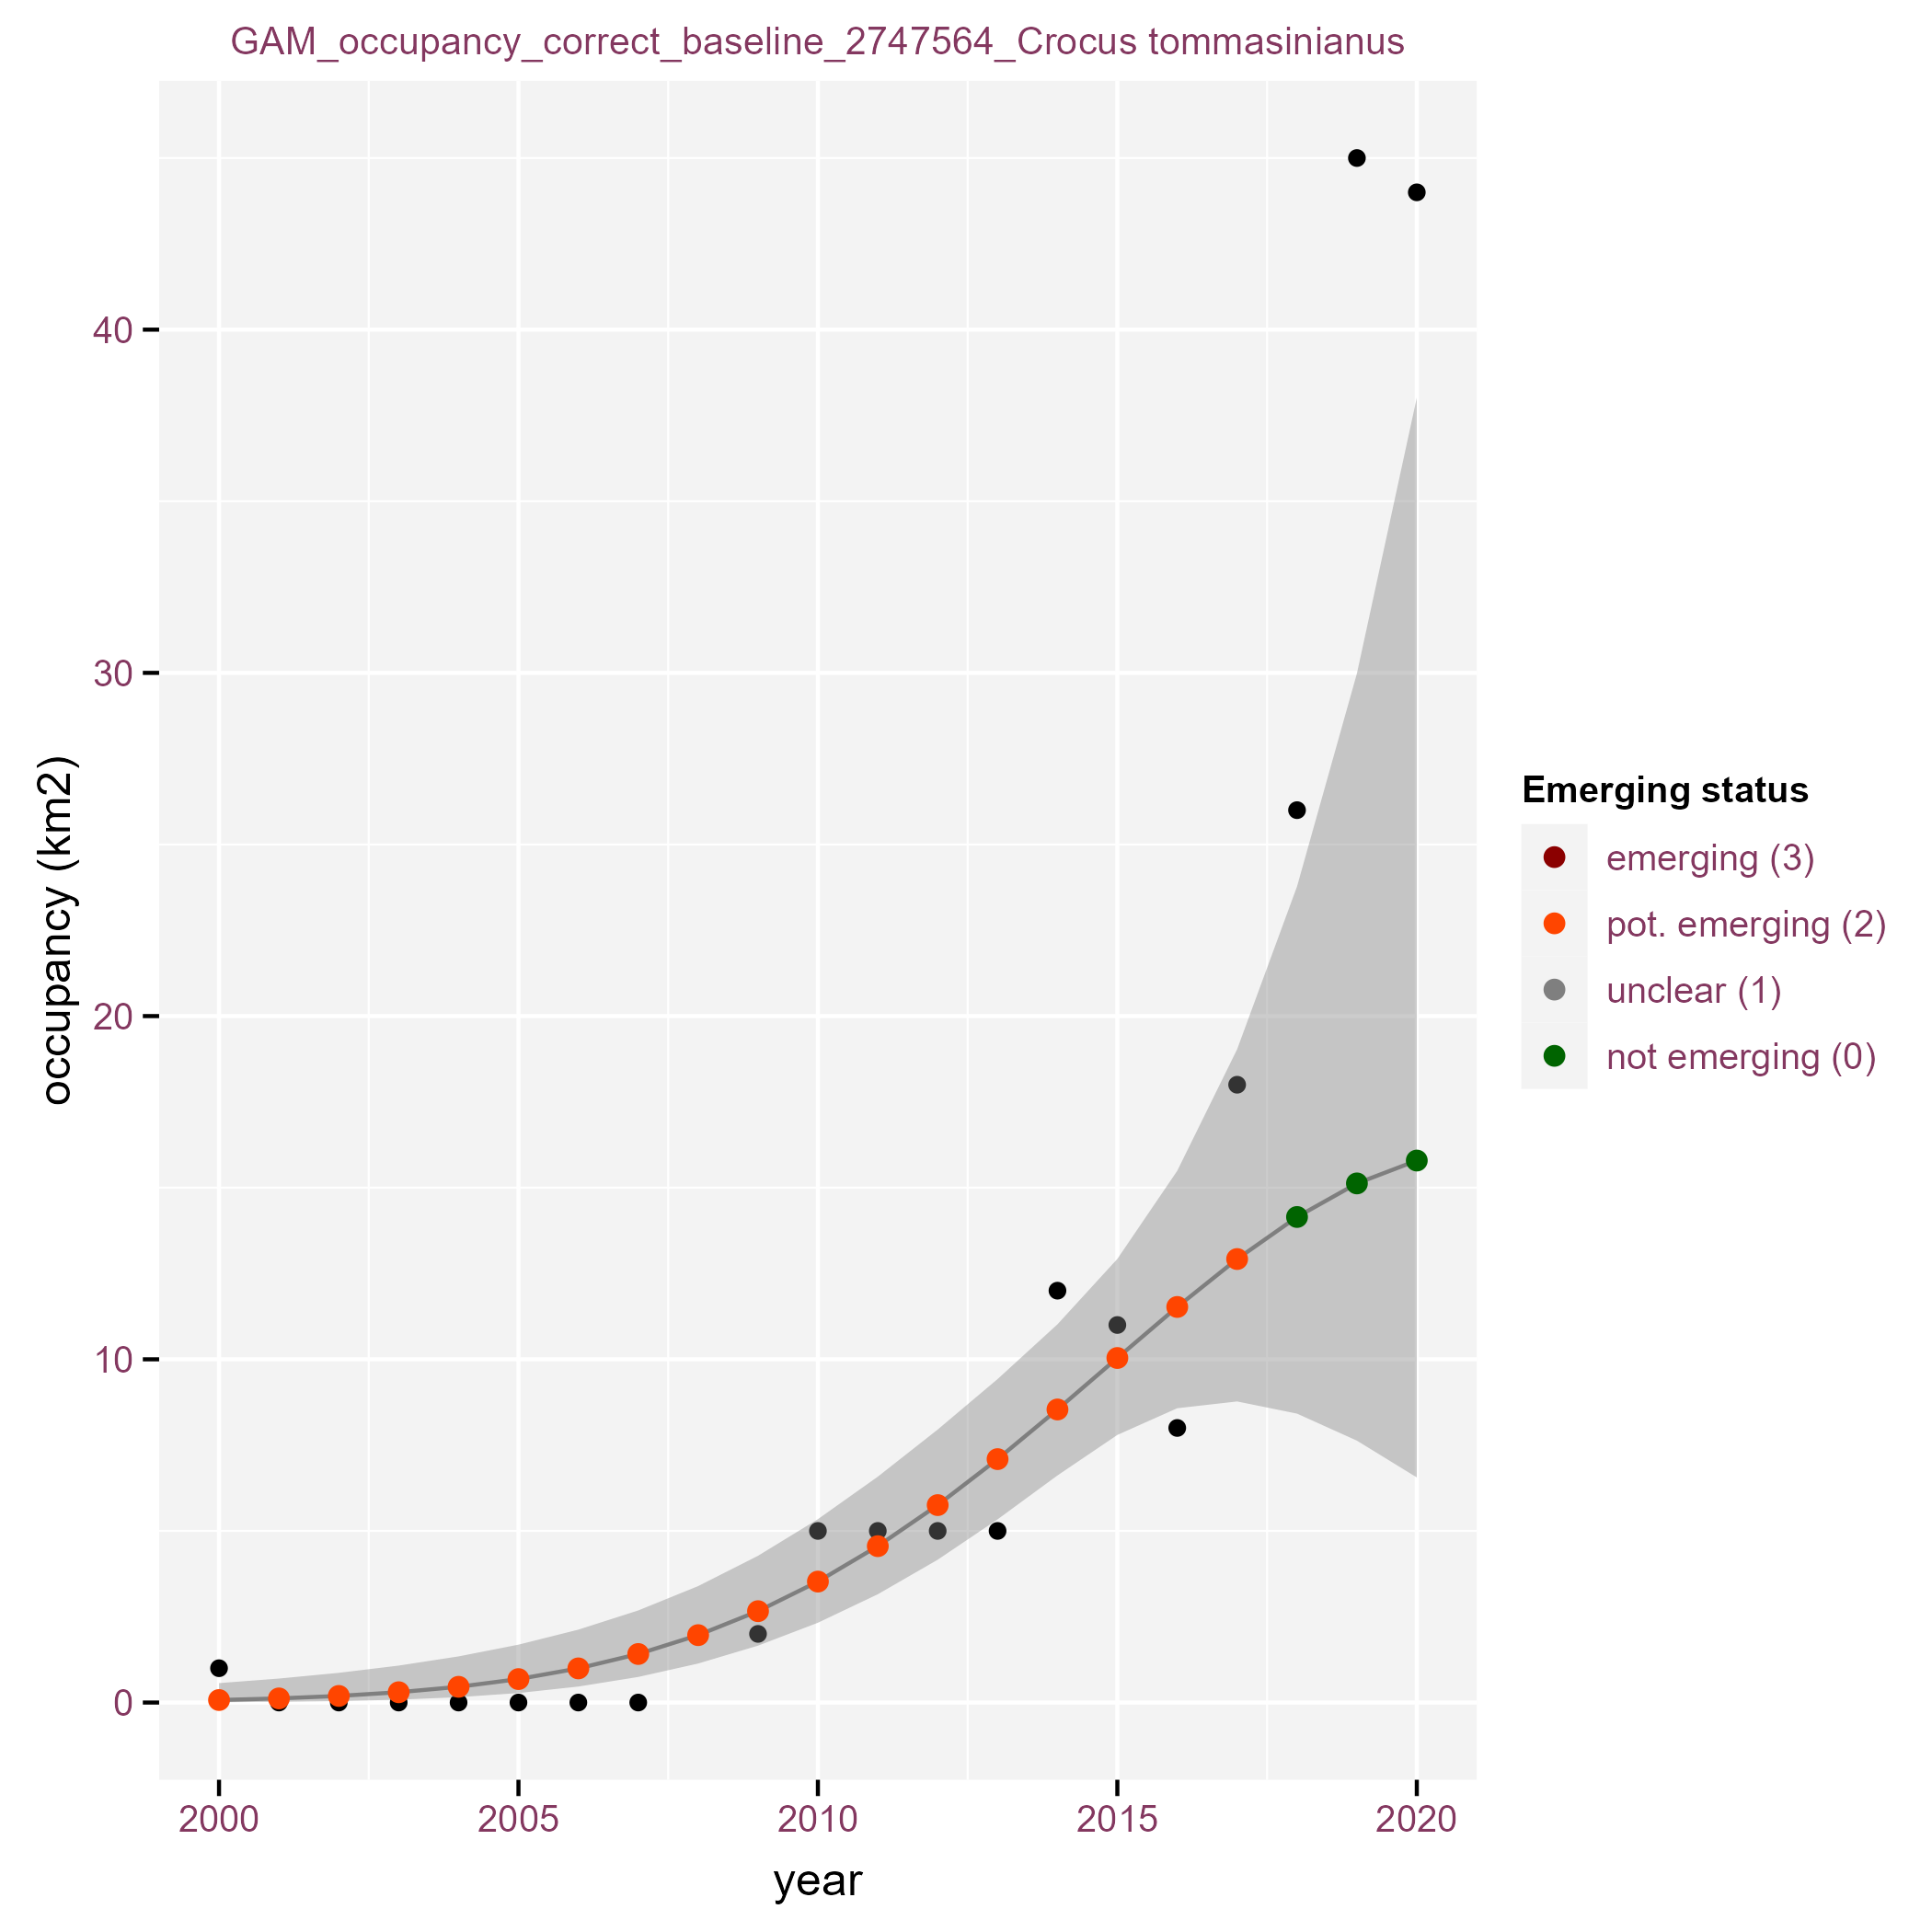 GAM_occupancy_correct_baseline_2747564_Crocus tommasinianus
occupancy (km2)
40
30
20
10
0
2000 2005 2010 2015 2020
year
Emerging status
emerging (3)
pot. emerging (2)
unclear (1)
not emerging (0)